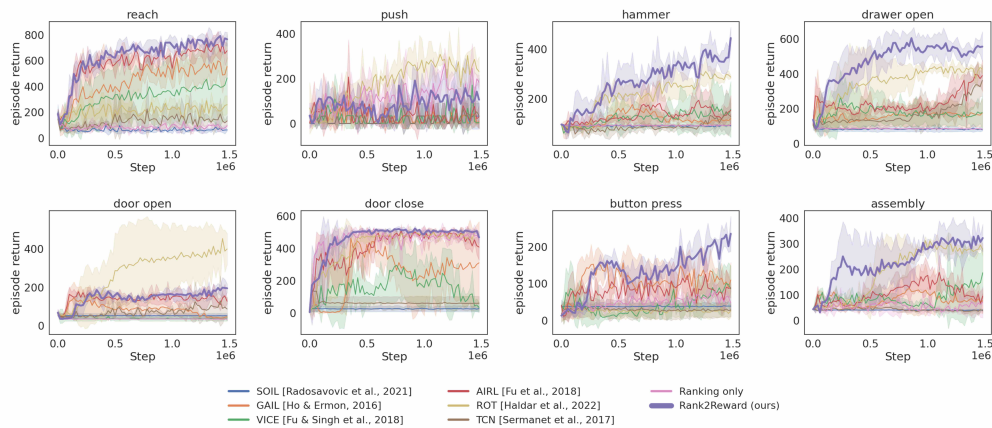 reach push hammer drawer open
episode return episode return episode return episode return
800
600
400
200
0
400
200
0
400
200
600
400
200
0
0.0 0.5 1.0 1.5 0.0 0.5 1.0 1.5 0.0 0.5 1.0 1.5 0.0 0.5 1.0 1.5
Step 1e6 Step 1e6 Step 1e6 Step 1e6
door open door close button press assembly
episode return episode return episode return episode return
400
200
0
600
400
200
0
200
100
0
400
300
200
100
0
0.0 0.5 1.0 1.5 0.0 0.5 1.0 1.5 0.0 0.5 1.0 1.5 0.0 0.5 1.0 1.5
Step 1e6 Step 1e6 Step 1e6 Step 1e6
SOIL [Radosavovic et al., 2021] AIRL [Fu et al., 2018] Ranking only
GAIL [Ho & Ermon, 2016] ROT [Haldar et al., 2022] Rank2Reward (ours)
VICE [Fu & Singh et al., 2018] TCN [Sermanet et al., 2017]